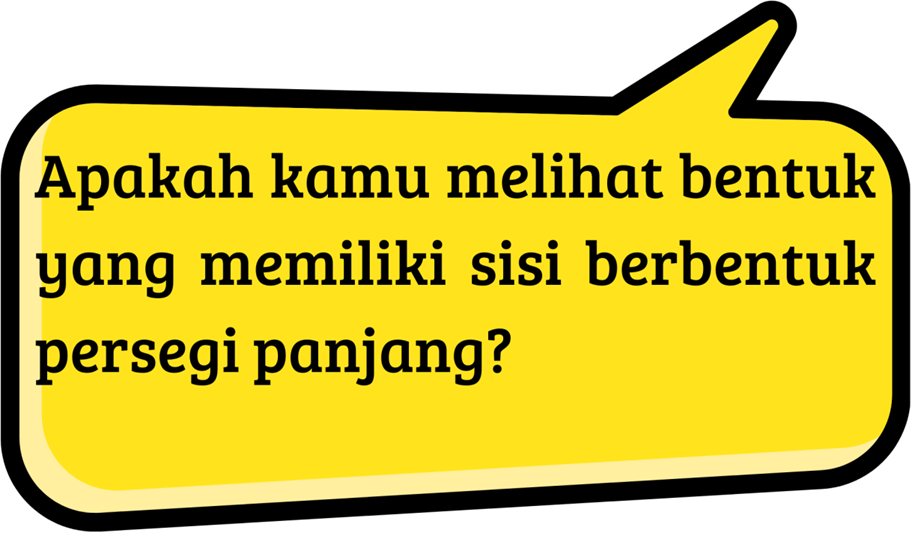 Apakah kamu melihat bentuk
yang memiliki sisi berbentuk
persegi panjang?